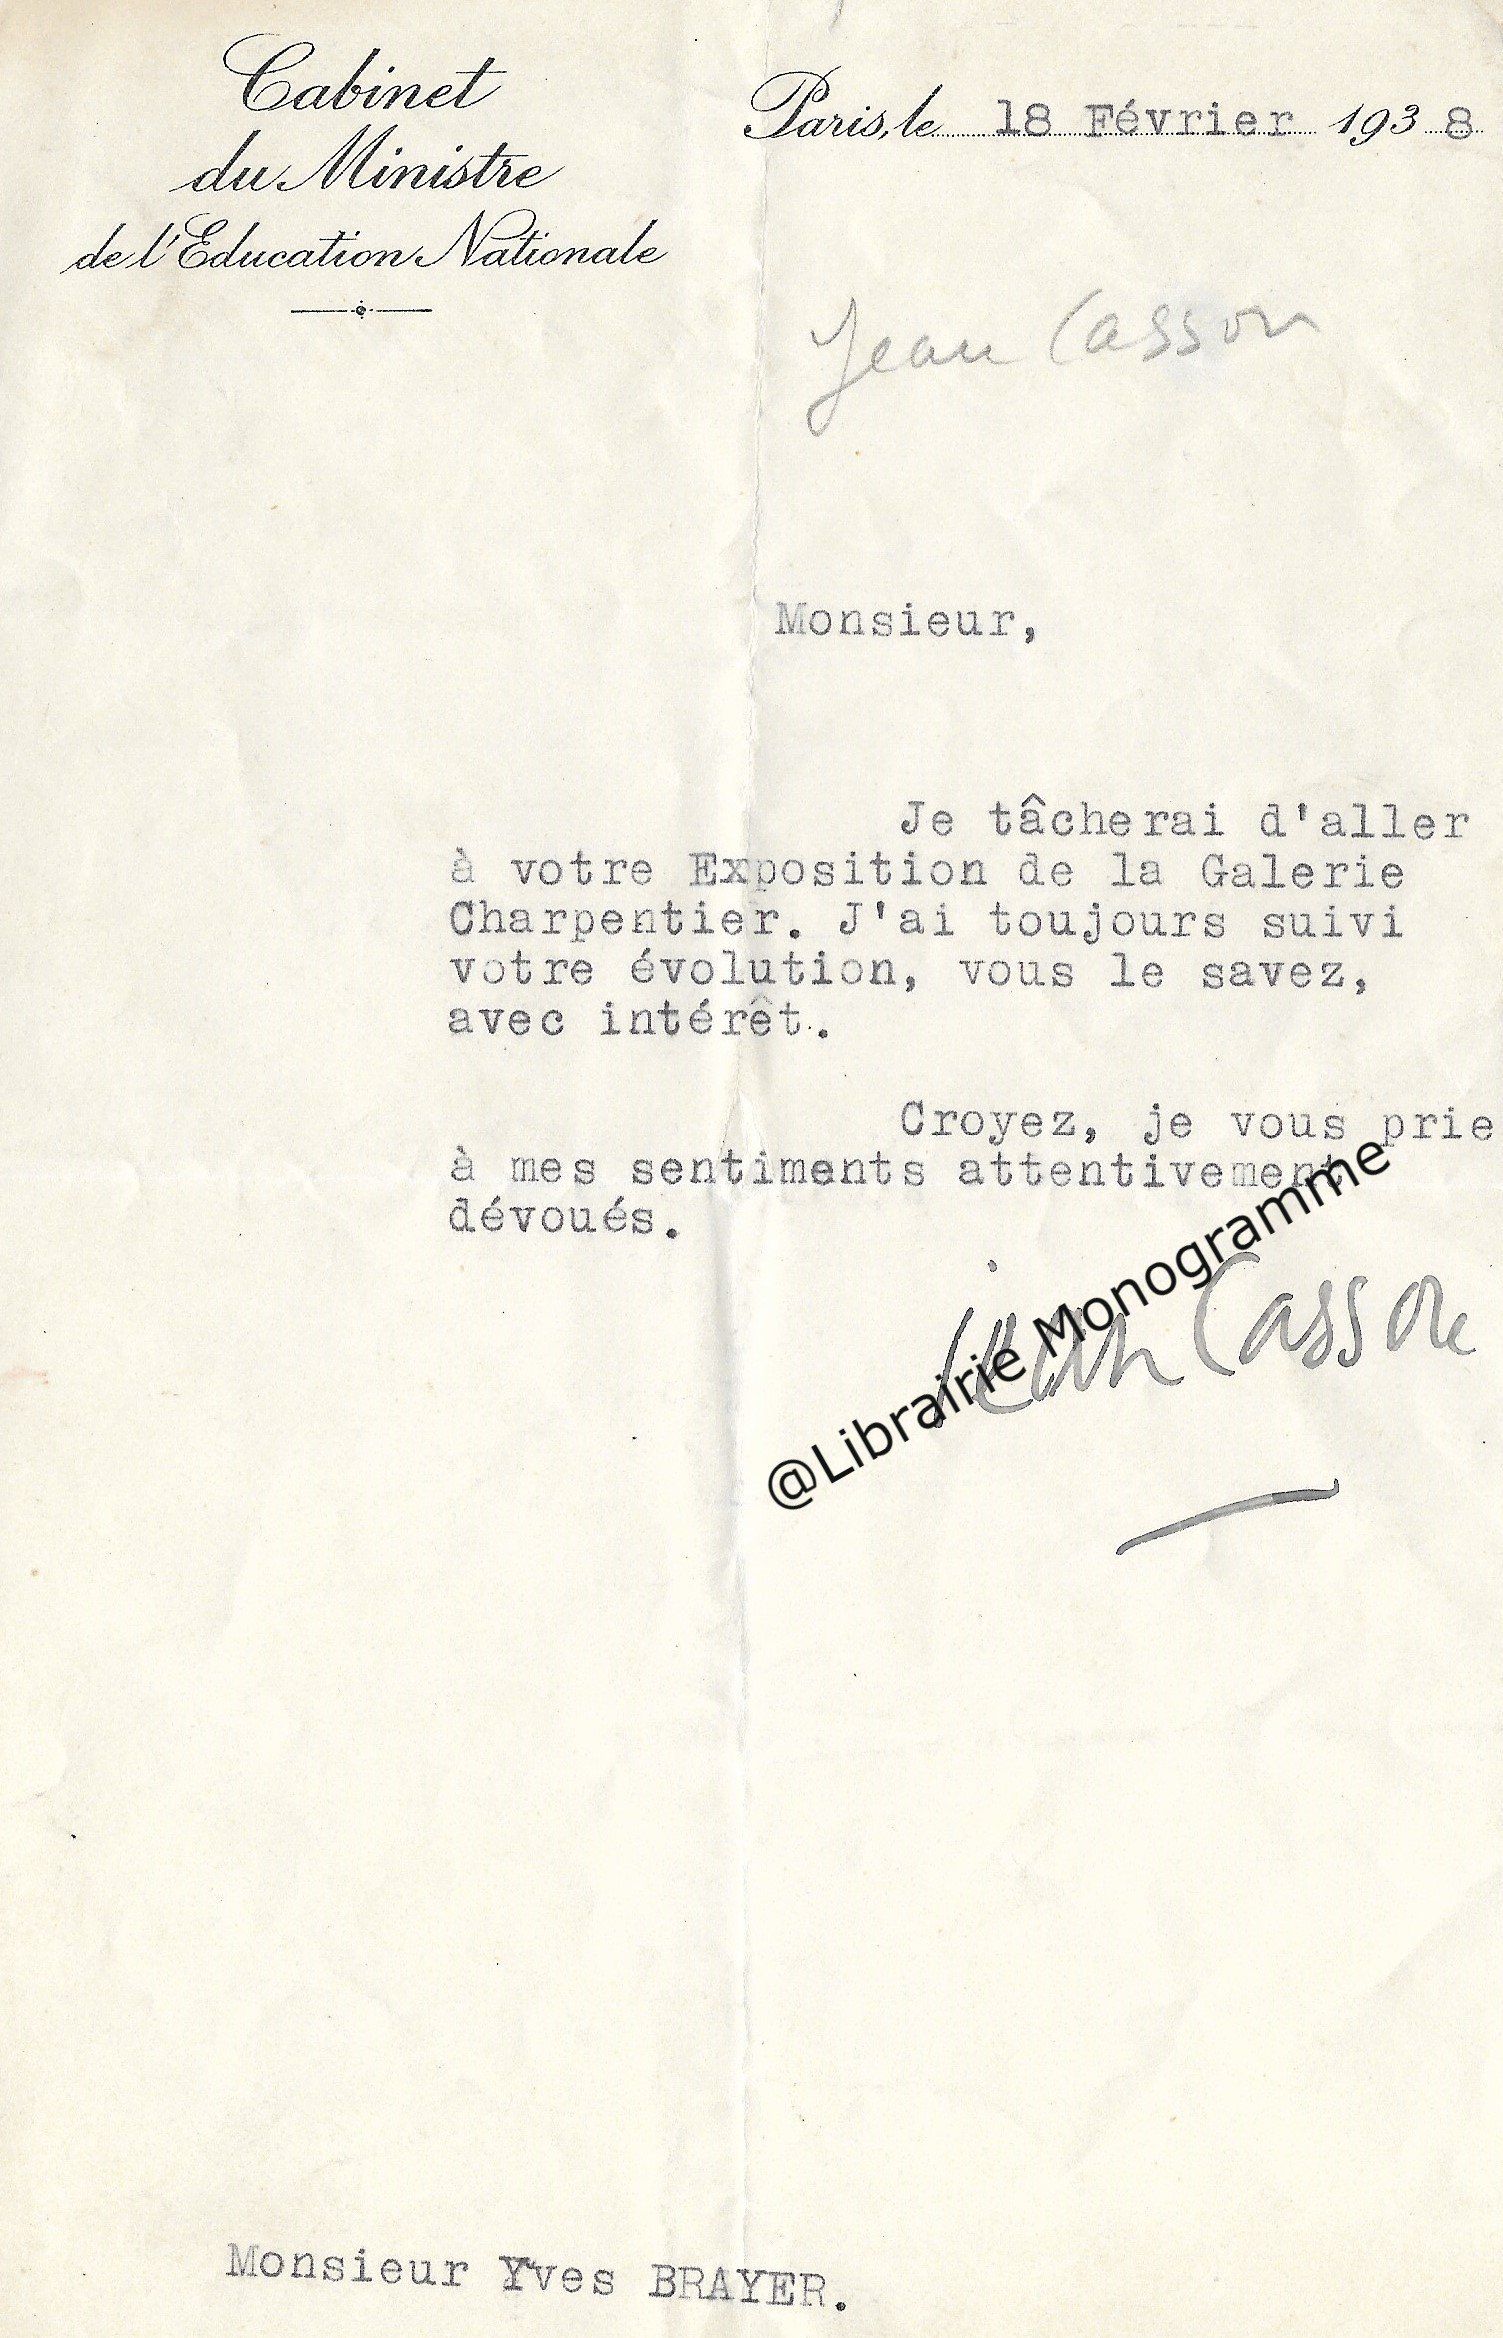 Cabinet
du Ministre
de l'Education Nationale
Paris, le 18 Février 1938
Jean Cassou
Monsieur,
Je tâcherai d'aller
à votre Exposition de la Galerie
Charpentier. J'ai toujours suivi
votre évolution, vous le savez,
avec intérêt.
Croyez, je vous prie
à mes sentiments attentivement
dévoués.
Jean Cassou
@Librairie Monogramme
Monsieur Yves BRAYER.